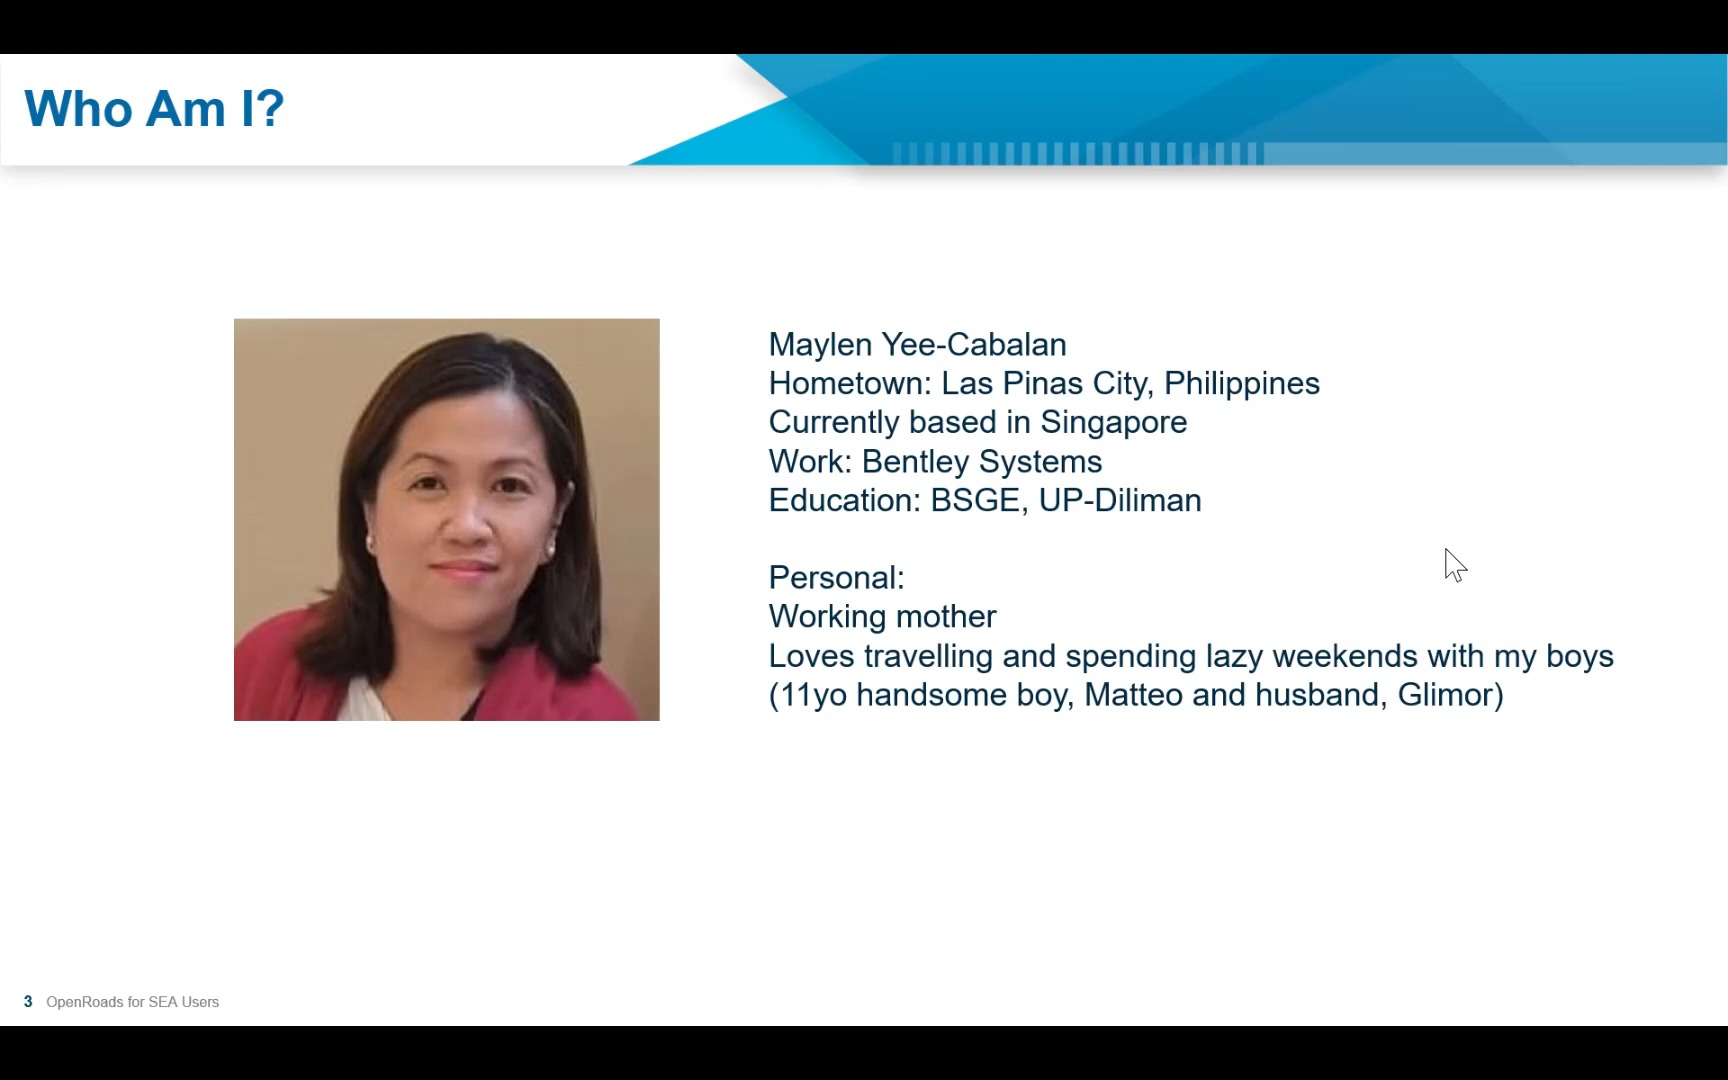 Who Am I?
Maylen Yee-Cabalan
Hometown: Las Pinas City, Philippines
Currently based in Singapore
Work: Bentley Systems
Education: BSGE, UP-Diliman
Personal:
Working mother
Loves travelling and spending lazy weekends with my boys
(11yo handsome boy, Matteo and husband, Glimor)
3 OpenRoads for SEA Users